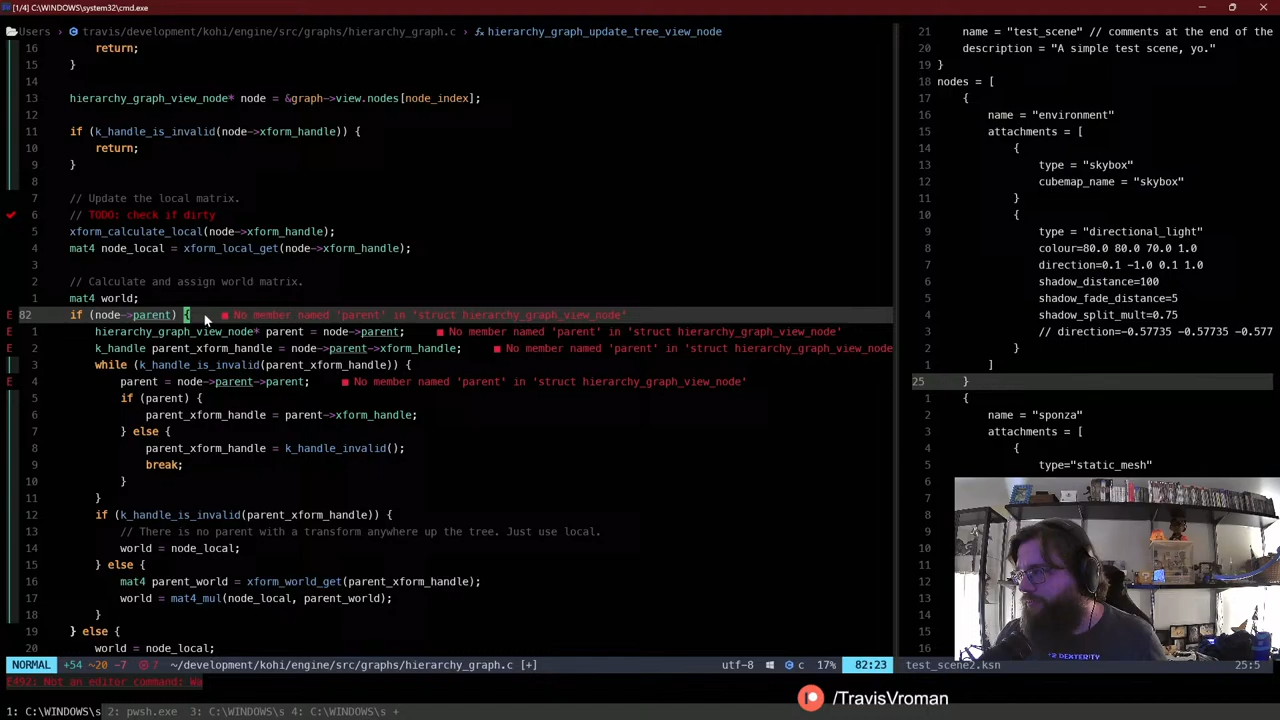 [1/4] C:\WINDOWS\system32\cmd.exe
Users > travis/development/kohi/engine/src/graphs/hierarchy_graph.c > hierarchy_graph_update_tree_view_node
16 return;
15 }
14
13 hierarchy_graph_view_node* node = &graph->view.nodes[node_index];
12
11 if (k_handle_is_invalid(node->xform_handle)) {
10 return;
9 }
8
7 // Update the local matrix.
6 // TODO: check if dirty
5 xform_calculate_local(node->xform_handle);
4 mat4 node_local = xform_local_get(node->xform_handle);
3
2 // Calculate and assign world matrix.
1 mat4 world;
E 82 if (node->parent) { ■ No member named 'parent' in 'struct hierarchy_graph_view_node'
E 1 hierarchy_graph_view_node* parent = node->parent; ■ No member named 'parent' in 'struct hierarchy_graph_view_node'
E 2 k_handle parent_xform_handle = node->parent->xform_handle; ■ No member named 'parent' in 'struct hierarchy_graph_view_node
3 while (k_handle_is_invalid(parent_xform_handle)) {
E 4 parent = node->parent->parent; ■ No member named 'parent' in 'struct hierarchy_graph_view_node'
5 if (parent) {
6 parent_xform_handle = parent->xform_handle;
7 } else {
8 parent_xform_handle = k_handle_invalid();
9 break;
10 }
11 }
12 if (k_handle_is_invalid(parent_xform_handle)) {
13 // There is no parent with a transform anywhere up the tree. Just use local.
14 world = node_local;
15 } else {
16 mat4 parent_world = xform_world_get(parent_xform_handle);
17 world = mat4_mul(node_local, parent_world);
18 }
19 } else {
20 world = node_local;
NORMAL +54 ~20 -7 7 ~/development/kohi/engine/src/graphs/hierarchy_graph.c [+] utf-8 c 17% 82:23
E492: Not an editor command: Wa
1: C:\WINDOWS\s 2: pwsh.exe 3: C:\WINDOWS\s 4: C:\WINDOWS\s +
21 name = "test_scene" // comments at the end of the
20 description = "A simple test scene, yo."
19 }
18 nodes = [
17 {
16 name = "environment"
15 attachments = [
14 {
13 type = "skybox"
12 cubemap_name = "skybox"
11 }
10 {
9 type = "directional_light"
8 colour=80.0 80.0 70.0 1.0
7 direction=0.1 -1.0 0.1 1.0
6 shadow_distance=100
5 shadow_fade_distance=5
4 shadow_split_mult=0.75
3 // direction=-0.57735 -0.57735 -0.577
2 }
1 ]
25 }
1 {
2 name = "sponza"
3 attachments = [
4 {
5 type="static_mesh"
6
7
8
9
10
11
12
13
14
15
16
test_scene2.ksn 25:5
/TravisVroman